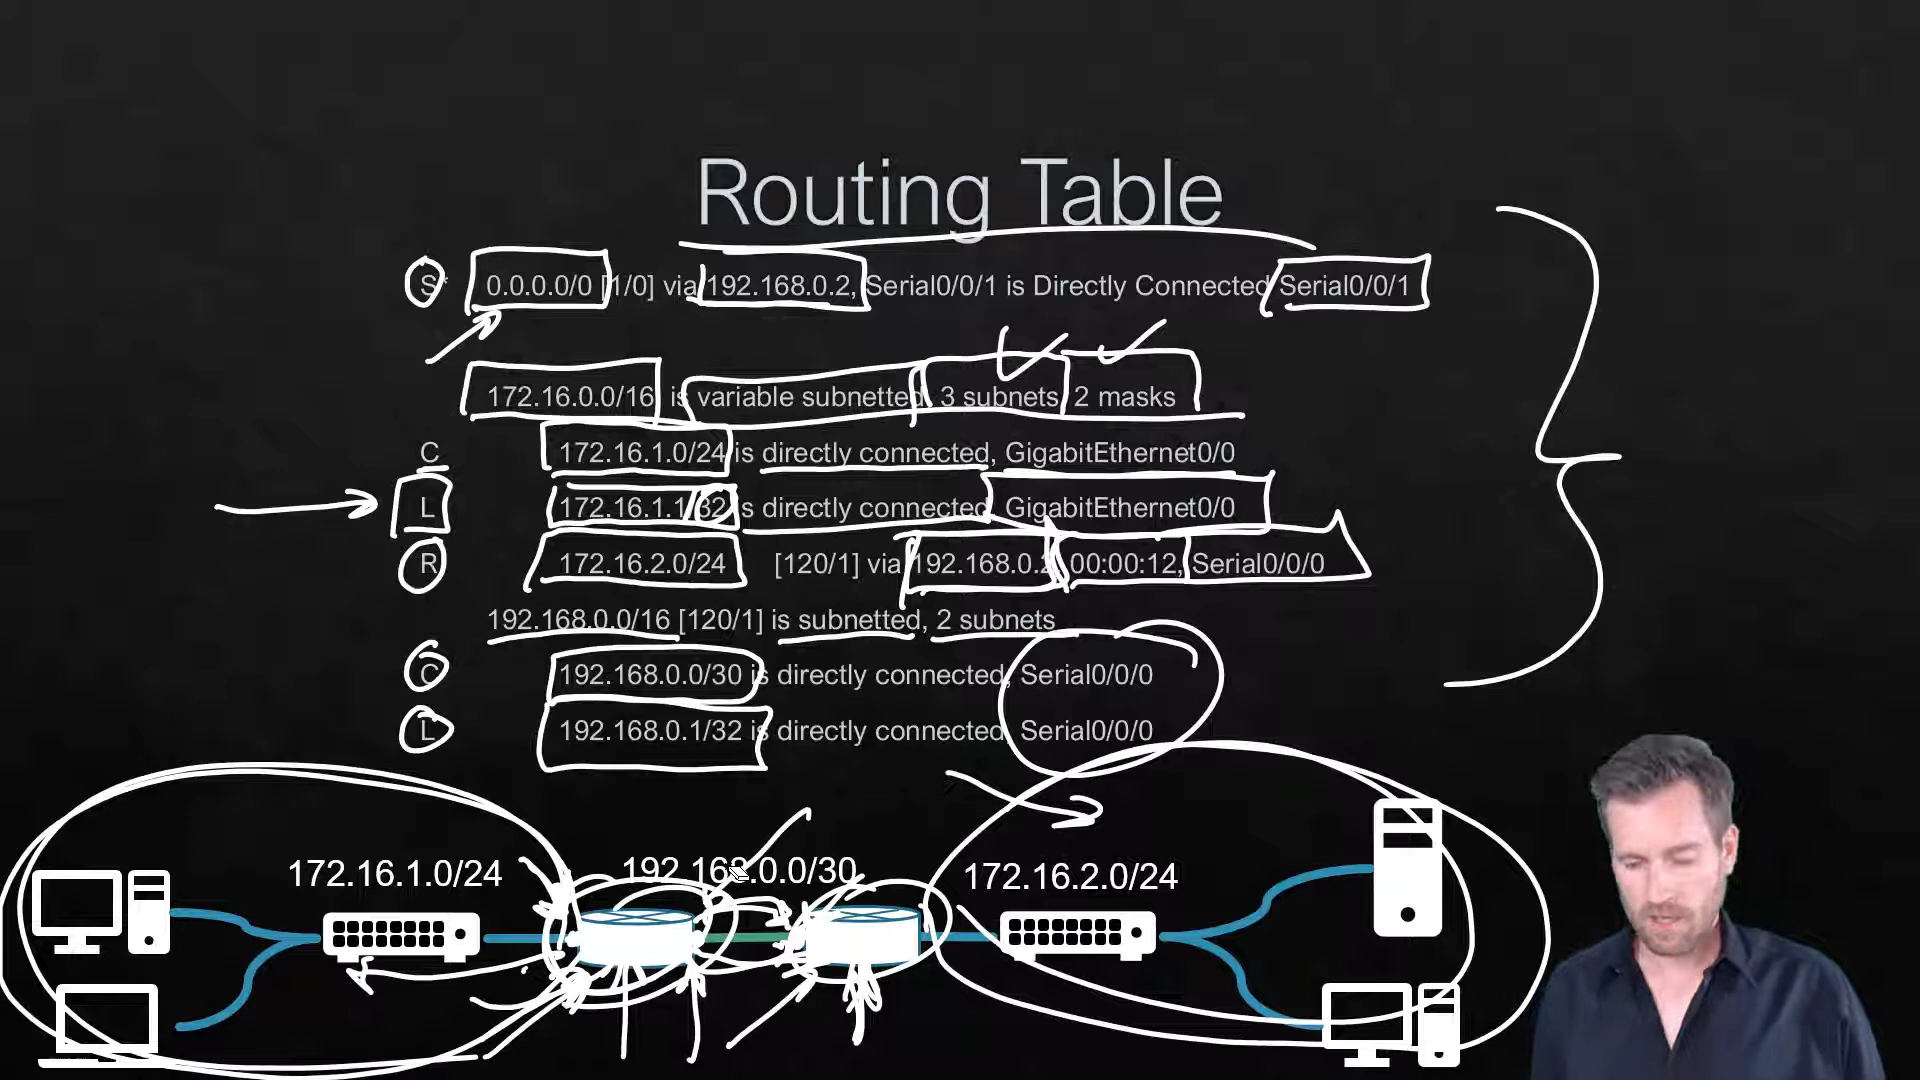 Routing Table
S* 0.0.0.0/0 [1/0] via 192.168.0.2, Serial0/0/1 is Directly Connected Serial0/0/1
172.16.0.0/16 is variable subnetted, 3 subnets, 2 masks
C 172.16.1.0/24 is directly connected, GigabitEthernet0/0
L 172.16.1.1/32 is directly connected, GigabitEthernet0/0
R 172.16.2.0/24 [120/1] via 192.168.0.2, 00:00:12, Serial0/0/0
192.168.0.0/16 [120/1] is subnetted, 2 subnets
C 192.168.0.0/30 is directly connected, Serial0/0/0
L 192.168.0.1/32 is directly connected, Serial0/0/0
172.16.1.0/24 192.168.0.0/30 172.16.2.0/24